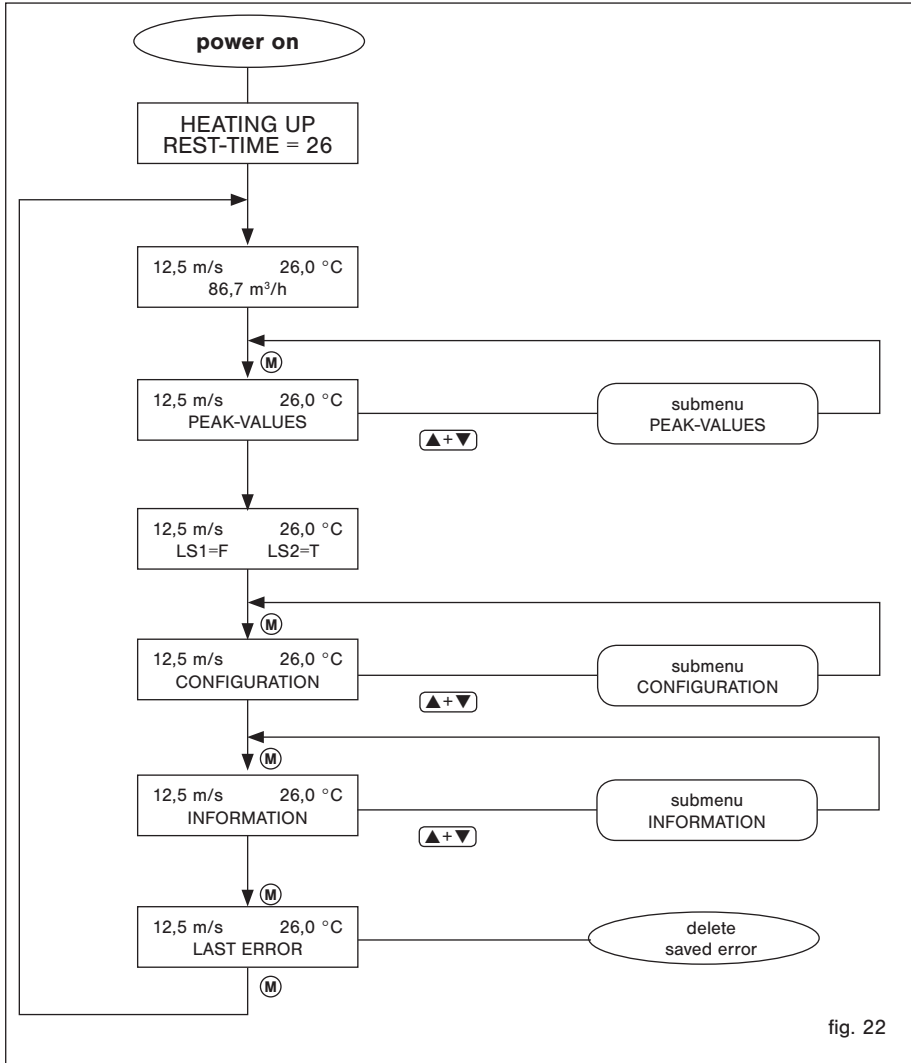 power on
HEATING UP
REST-TIME = 26
12,5 m/s 26,0 °C
86,7 m³/h
M
12,5 m/s 26,0 °C
PEAK-VALUES
▲+▼
submenu
PEAK-VALUES
12,5 m/s 26,0 °C
LS1=F LS2=T
M
12,5 m/s 26,0 °C
CONFIGURATION
▲+▼
submenu
CONFIGURATION
M
12,5 m/s 26,0 °C
INFORMATION
▲+▼
submenu
INFORMATION
M
12,5 m/s 26,0 °C
LAST ERROR
delete
saved error
M
fig. 22